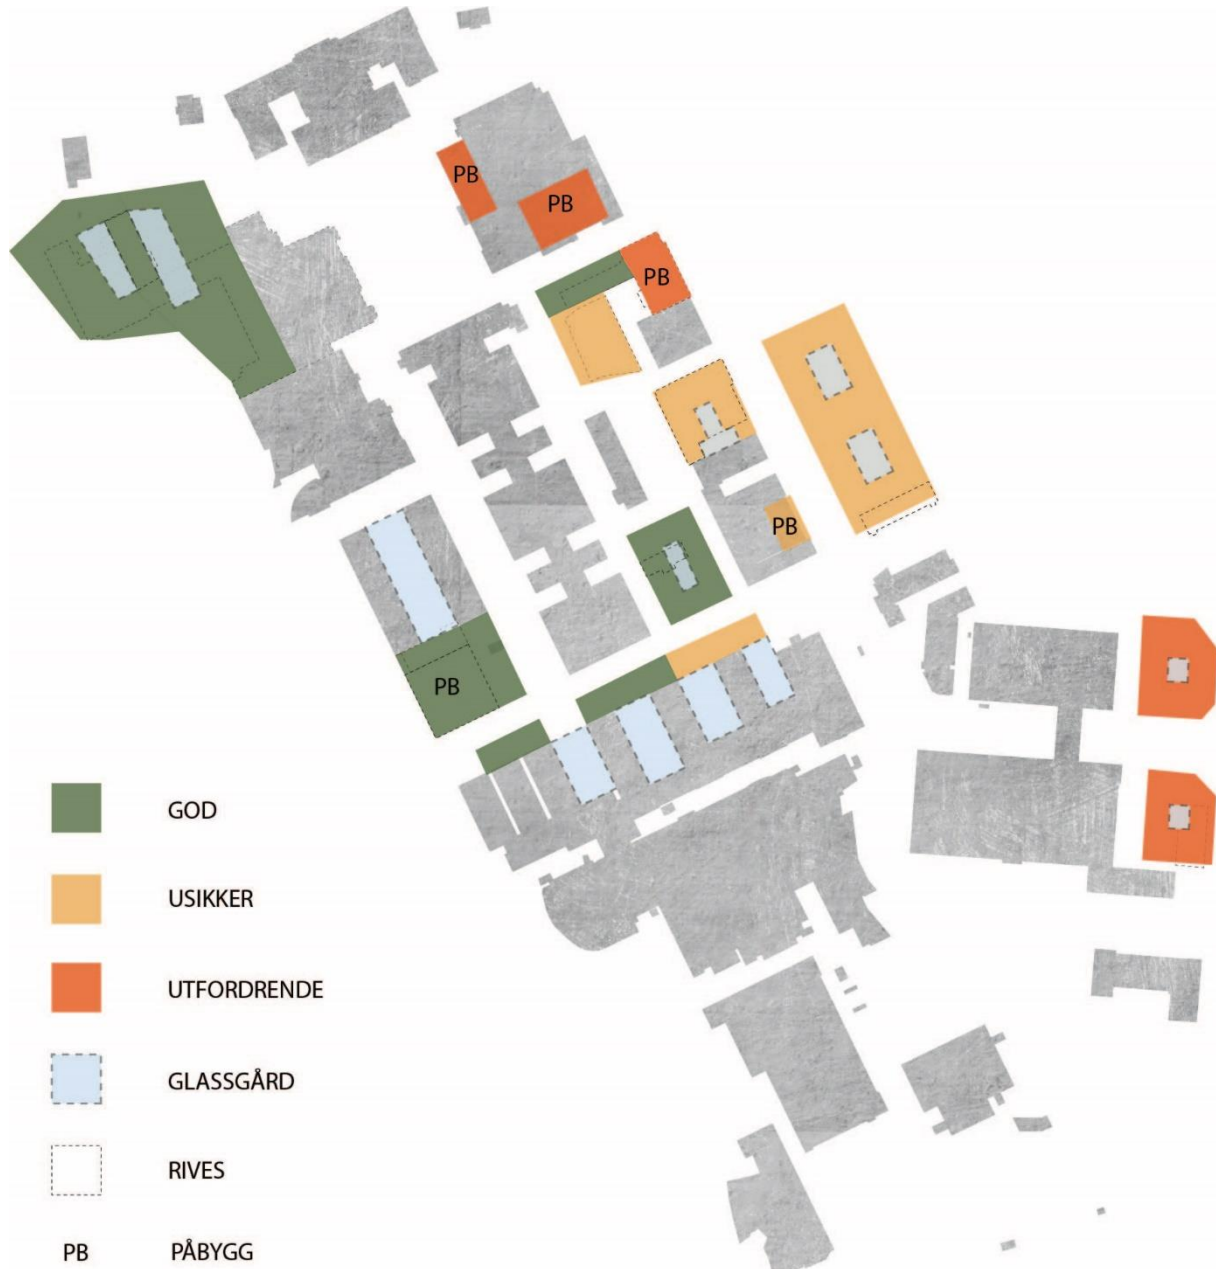 PB
PB
PB
PB
PB
GOD
USIKKER
UTFORDRENDE
GLASSGÅRD
RIVES
PB PÅBYGG